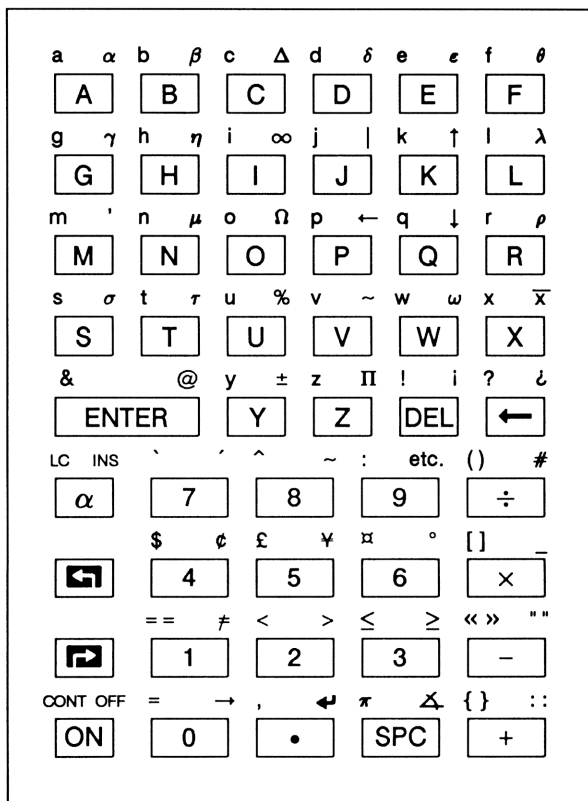 a α b β c Δ d δ e ε f θ
A B C D E F
g γ h η i ∞ j | k ↑ l λ
G H I J K L
m ' n μ o Ω p ← q ↓ r ρ
M N O P Q R
s σ t τ u % v ~ w ω x x̅
S T U V W X
& @ y ± z Π ! ¡ ? ¿
ENTER Y Z DEL ←
LC INS ` ´ ^ ~ : etc. ( ) #
α 7 8 9 ÷
$ ¢ £ ¥ ¤ ° [ ] _
↰ 4 5 6 ×
= = ≠ < > ≤ ≥ « » " "
↱ 1 2 3 −
CONT OFF = → , ↵ π ∡ { } : :
ON 0 • SPC +